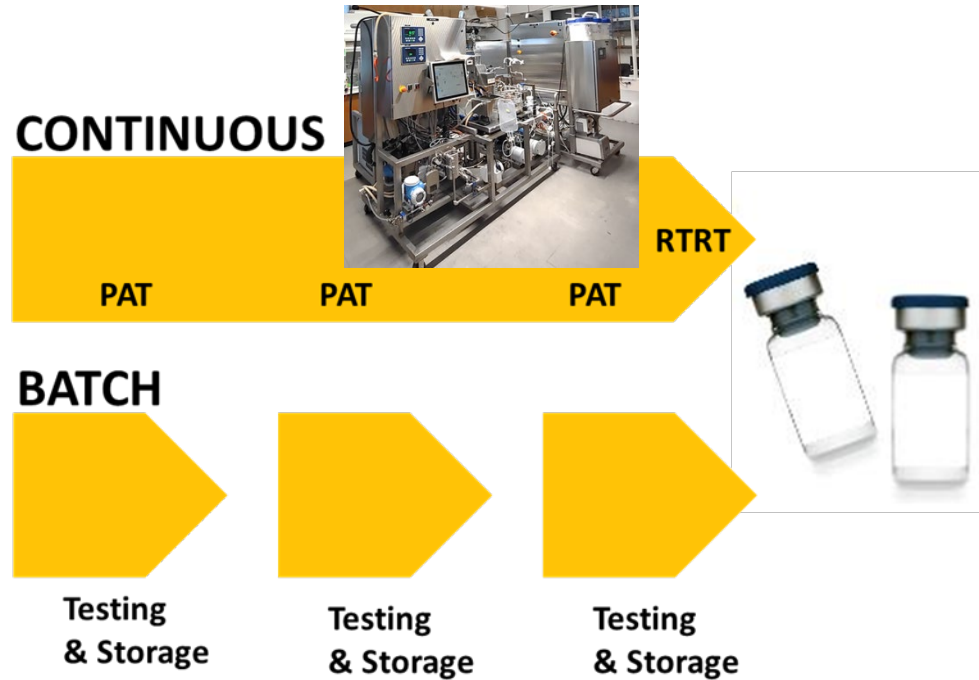 CONTINUOUS
RTRT
PAT
PAT
PAT
BATCH
Testing
& Storage
Testing
& Storage
Testing
& Storage